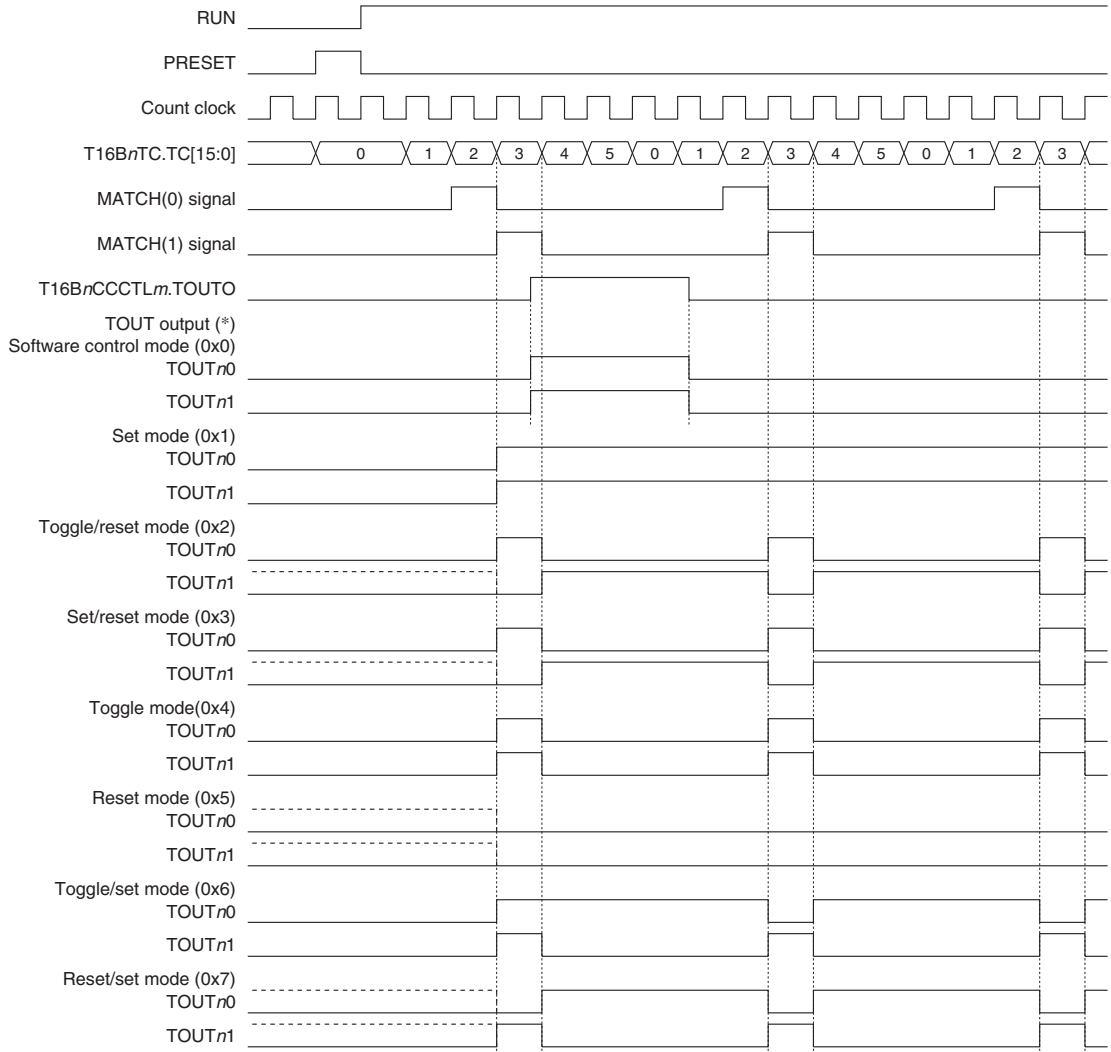 RUN
PRESET
Count clock
T16BnTC.TC[15:0] 0 1 2 3 4 5 0 1 2 3 4 5 0 1 2 3
MATCH(0) signal
MATCH(1) signal
T16BnCCCTLm.TOUTO
TOUT output (*)
Software control mode (0x0)
TOUTn0
TOUTn1
Set mode (0x1)
TOUTn0
TOUTn1
Toggle/reset mode (0x2)
TOUTn0
TOUTn1
Set/reset mode (0x3)
TOUTn0
TOUTn1
Toggle mode(0x4)
TOUTn0
TOUTn1
Reset mode (0x5)
TOUTn0
TOUTn1
Toggle/set mode (0x6)
TOUTn0
TOUTn1
Reset/set mode (0x7)
TOUTn0
TOUTn1